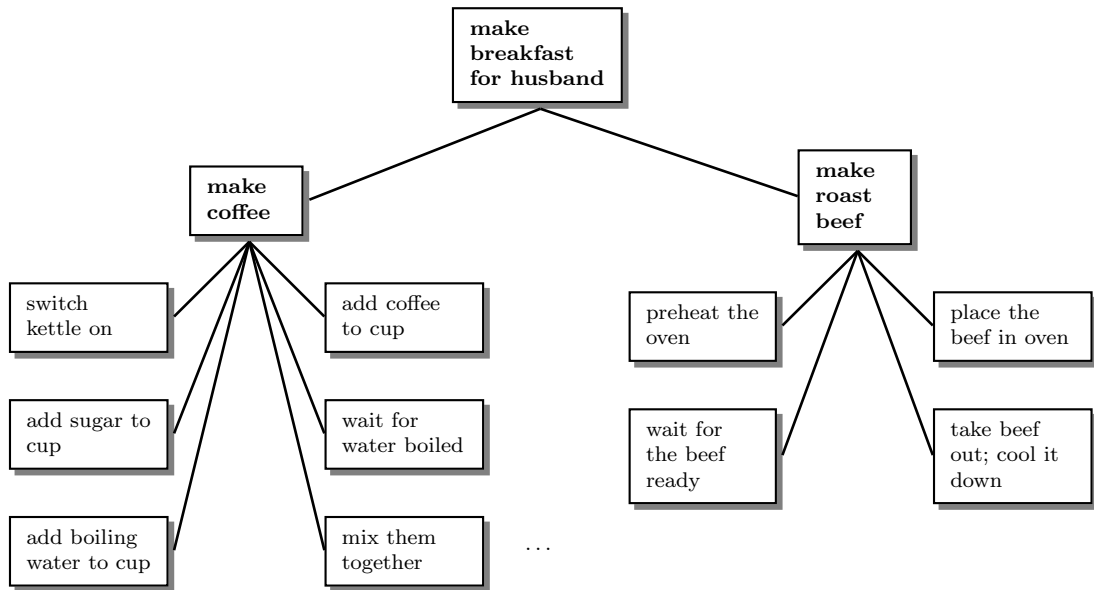 make
breakfast
for husband
make
coffee
make
roast
beef
switch
kettle on
add coffee
to cup
add sugar to
cup
wait for
water boiled
add boiling
water to cup
mix them
together
...
preheat the
oven
place the
beef in oven
wait for
the beef
ready
take beef
out; cool it
down